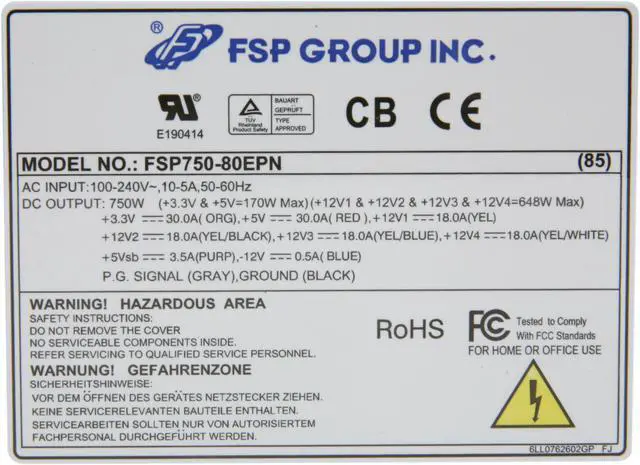 ® FSP GROUP INC.
E190414
TÜV
Rheinland
Product Safety
BAUART
GEPRÜFT
TYPE
APPROVED
CB CE
MODEL NO.: FSP750-80EPN (85)
AC INPUT:100-240V~,10-5A,50-60Hz
DC OUTPUT: 750W (+3.3V & +5V=170W Max)(+12V1 & +12V2 & +12V3 & +12V4=648W Max)
+3.3V ⎓ 30.0A( ORG),+5V ⎓ 30.0A( RED ),+12V1 ⎓ 18.0A(YEL)
+12V2 ⎓ 18.0A(YEL/BLACK),+12V3 ⎓ 18.0A(YEL/BLUE),+12V4 ⎓ 18.0A(YEL/WHITE)
+5Vsb ⎓ 3.5A(PURP),-12V ⎓ 0.5A( BLUE)
P.G. SIGNAL (GRAY),GROUND (BLACK)
WARNING! HAZARDOUS AREA
SAFETY INSTRUCTIONS:
DO NOT REMOVE THE COVER
NO SERVICEABLE COMPONENTS INSIDE.
REFER SERVICING TO QUALIFIED SERVICE PERSONNEL.
WARNUNG! GEFAHRENZONE
SICHERHEITSHINWEISE:
VOR DEM ÖFFNEN DES GERÄTES NETZSTECKER ZIEHEN.
KEINE SERVICERELEVANTEN BAUTEILE ENTHALTEN.
SERVICEARBEITEN SOLLTEN NUR VON AUTORISIERTEM
FACHPERSONAL DURCHGEFÜHRT WERDEN.
RoHS
FC Tested to Comply
With FCC Standards
FOR HOME OR OFFICE USE
6LL0762602GP FJ